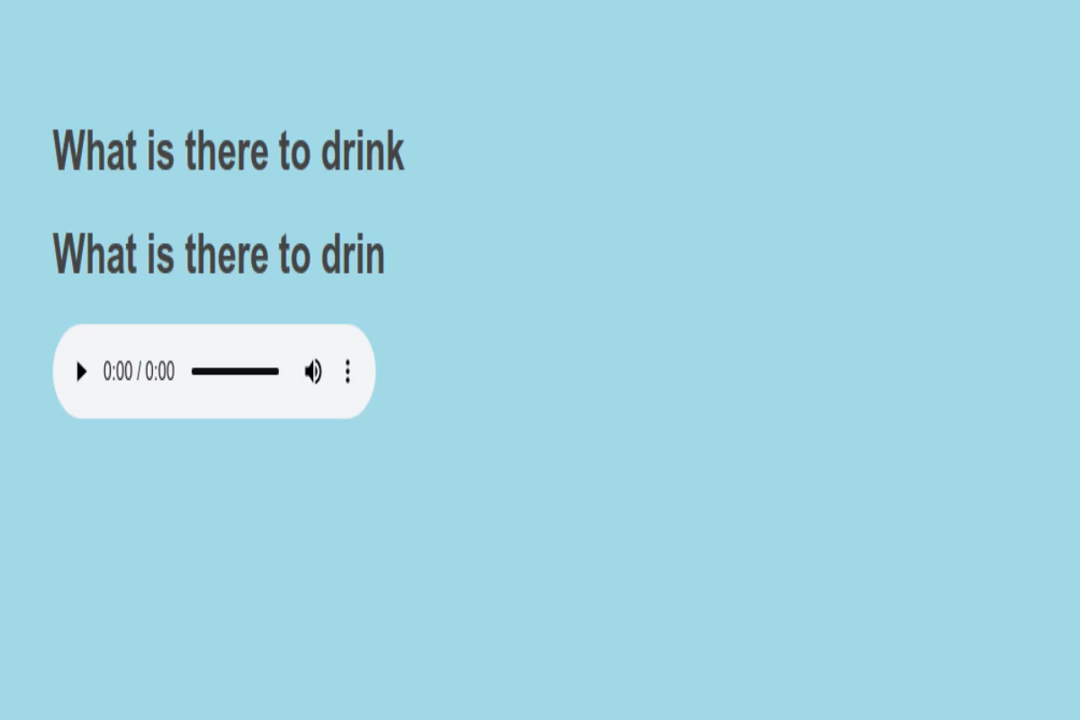 What is there to drink
What is there to drin
0:00 / 0:00